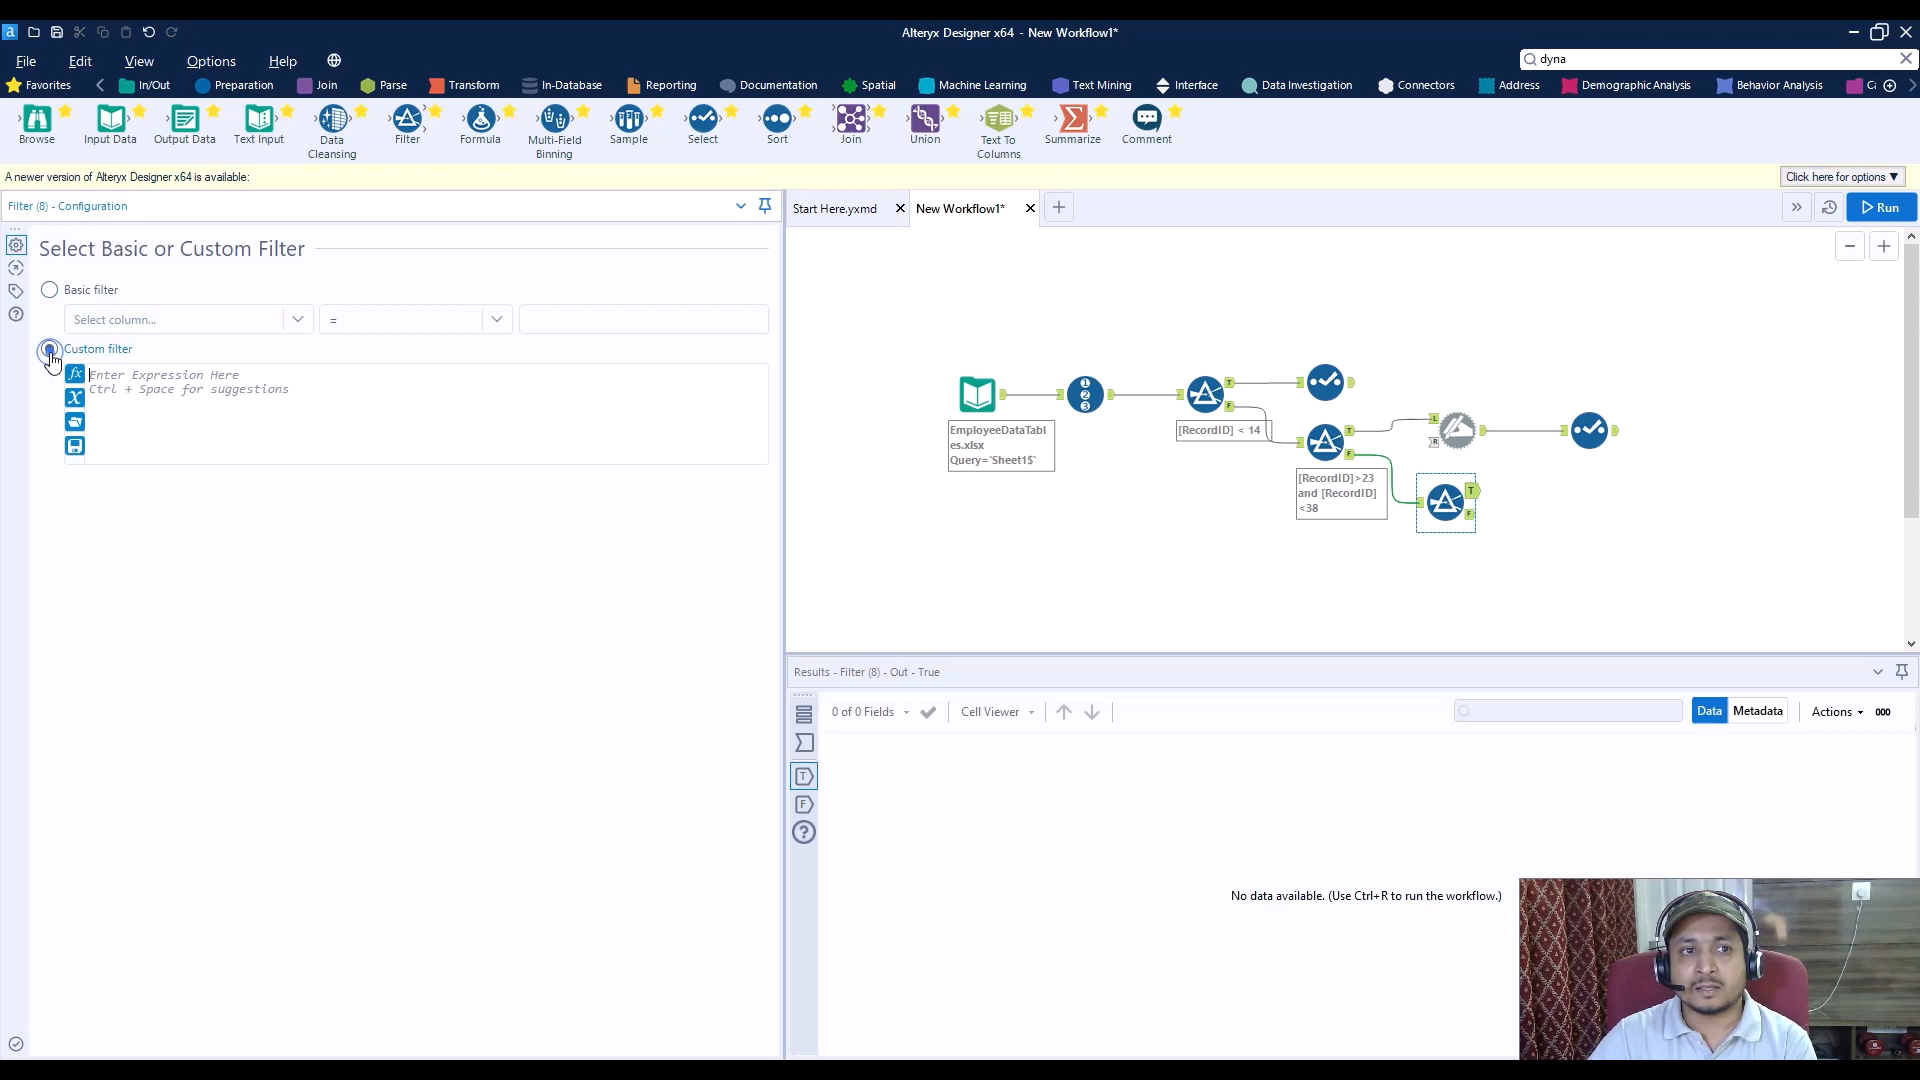 Alteryx Designer x64 - New Workflow1*
File Edit View Options Help
dyna
Favorites In/Out Preparation Join Parse Transform In-Database Reporting Documentation Spatial Machine Learning Text Mining Interface Data Investigation Connectors Address Demographic Analysis Behavior Analysis
Browse Input Data Output Data Text Input Data Cleansing Filter Formula Multi-Field Binning Sample Select Sort Join Union Text To Columns Summarize Comment
A newer version of Alteryx Designer x64 is available:
Click here for options ▼
Filter (8) - Configuration
Start Here.yxmd
New Workflow1*
Run
Select Basic or Custom Filter
Basic filter
Select column...
=
Custom filter
fx
X
Enter Expression Here
Ctrl + Space for suggestions
1
2
3
T
F
EmployeeDataTabl
es.xlsx
Query=`Sheet1$`
[RecordID] < 14
T
F
L
R
[RecordID]>23
and [RecordID]
<38
T
F
Results - Filter (8) - Out - True
0 of 0 Fields
Cell Viewer
Data
Metadata
Actions
000
T
F
No data available. (Use Ctrl+R to run the workflow.)